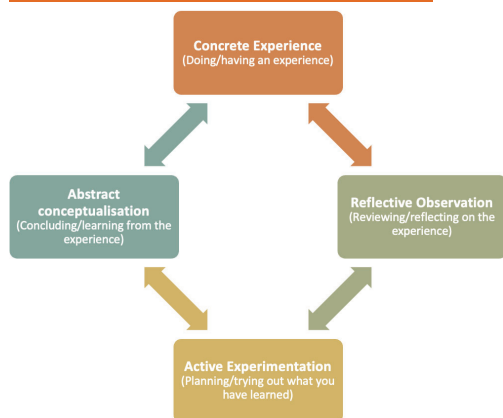 Concrete Experience
(Doing/having an experience)
Abstract
conceptualisation
(Concluding/learning from the
experience)
Reflective Observation
(Reviewing/reflecting on the
experience)
Active Experimentation
(Planning/trying out what you
have learned)